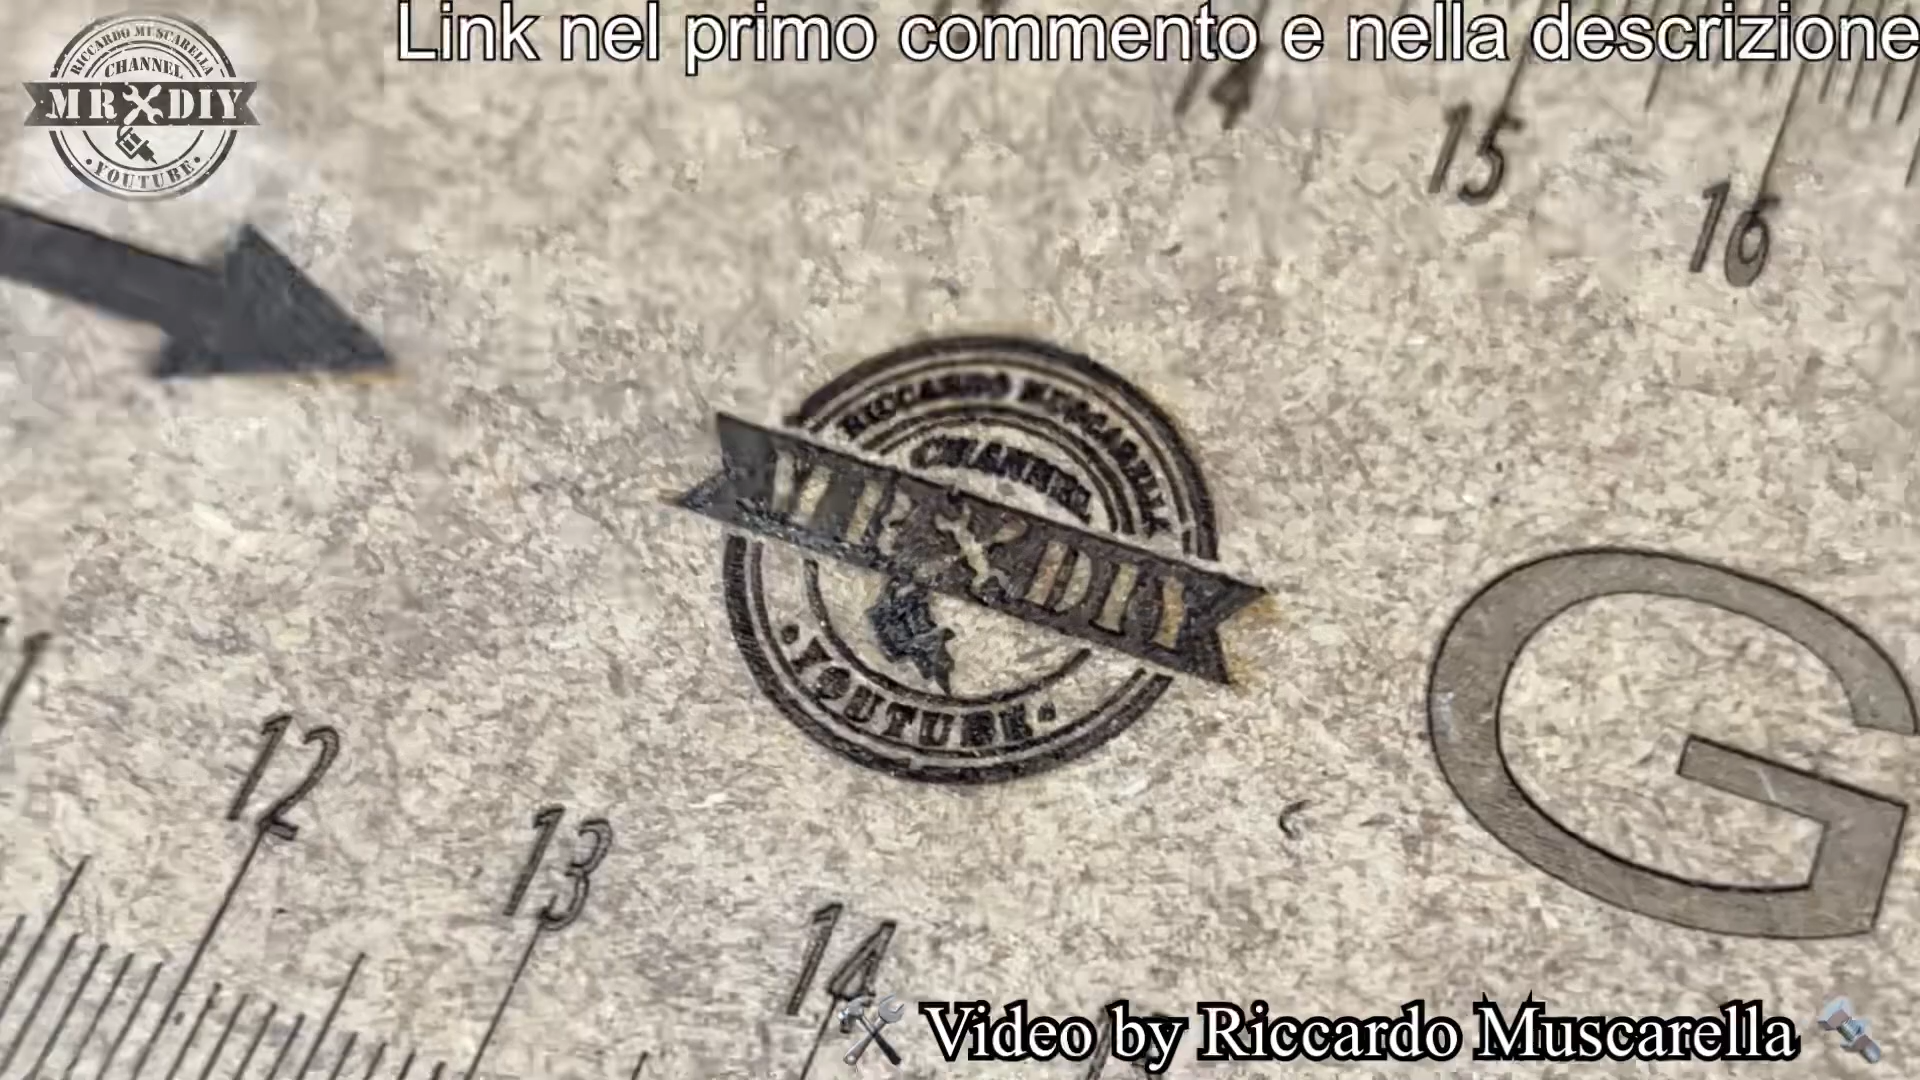 Link nel primo commento e nella descrizione
RICCARDO MUSCARELLA
CHANNEL
MR DIY
YOUTUBE
14
15
16
RICCARDO MUSCARELLA
CHANNEL
MR DIY
YOUTUBE
G
12
13
14
Video by Riccardo Muscarella